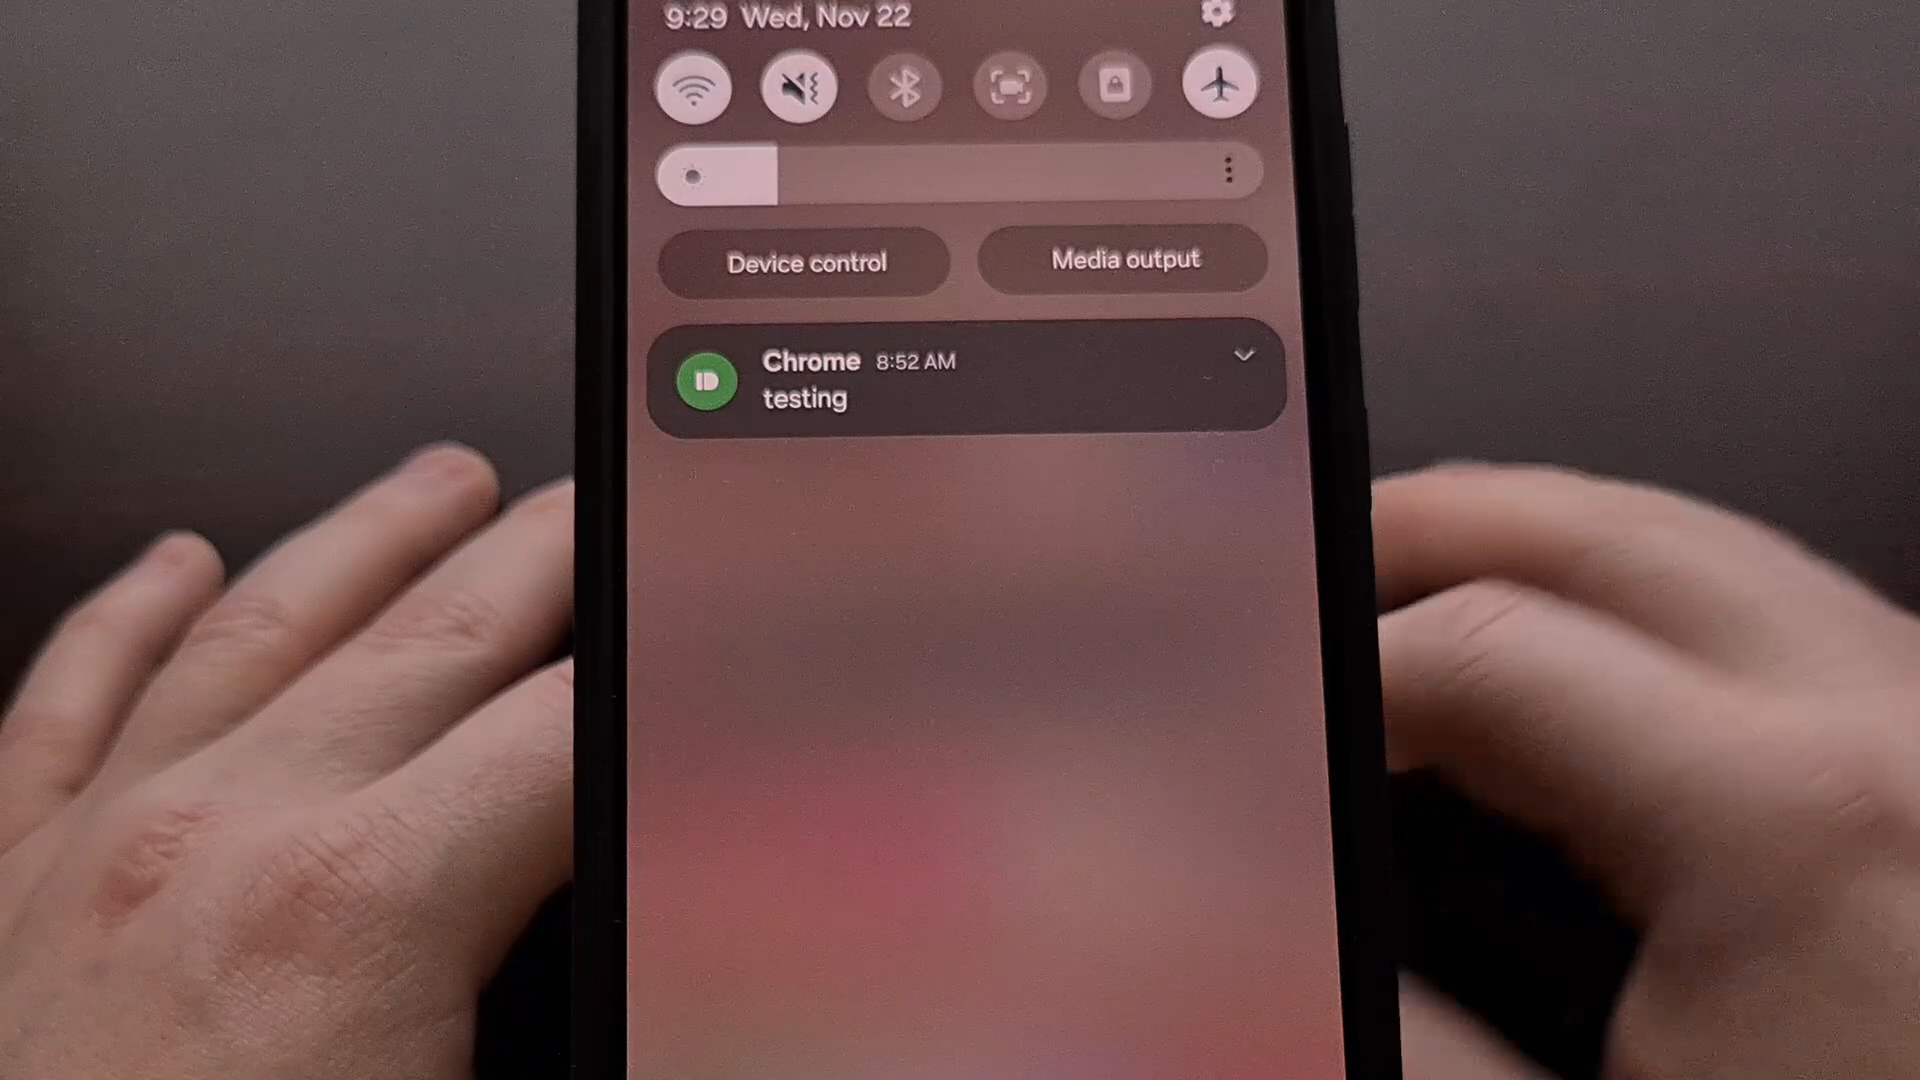 9:29 Wed, Nov 22
Device control
Media output
Chrome 8:52 AM
testing